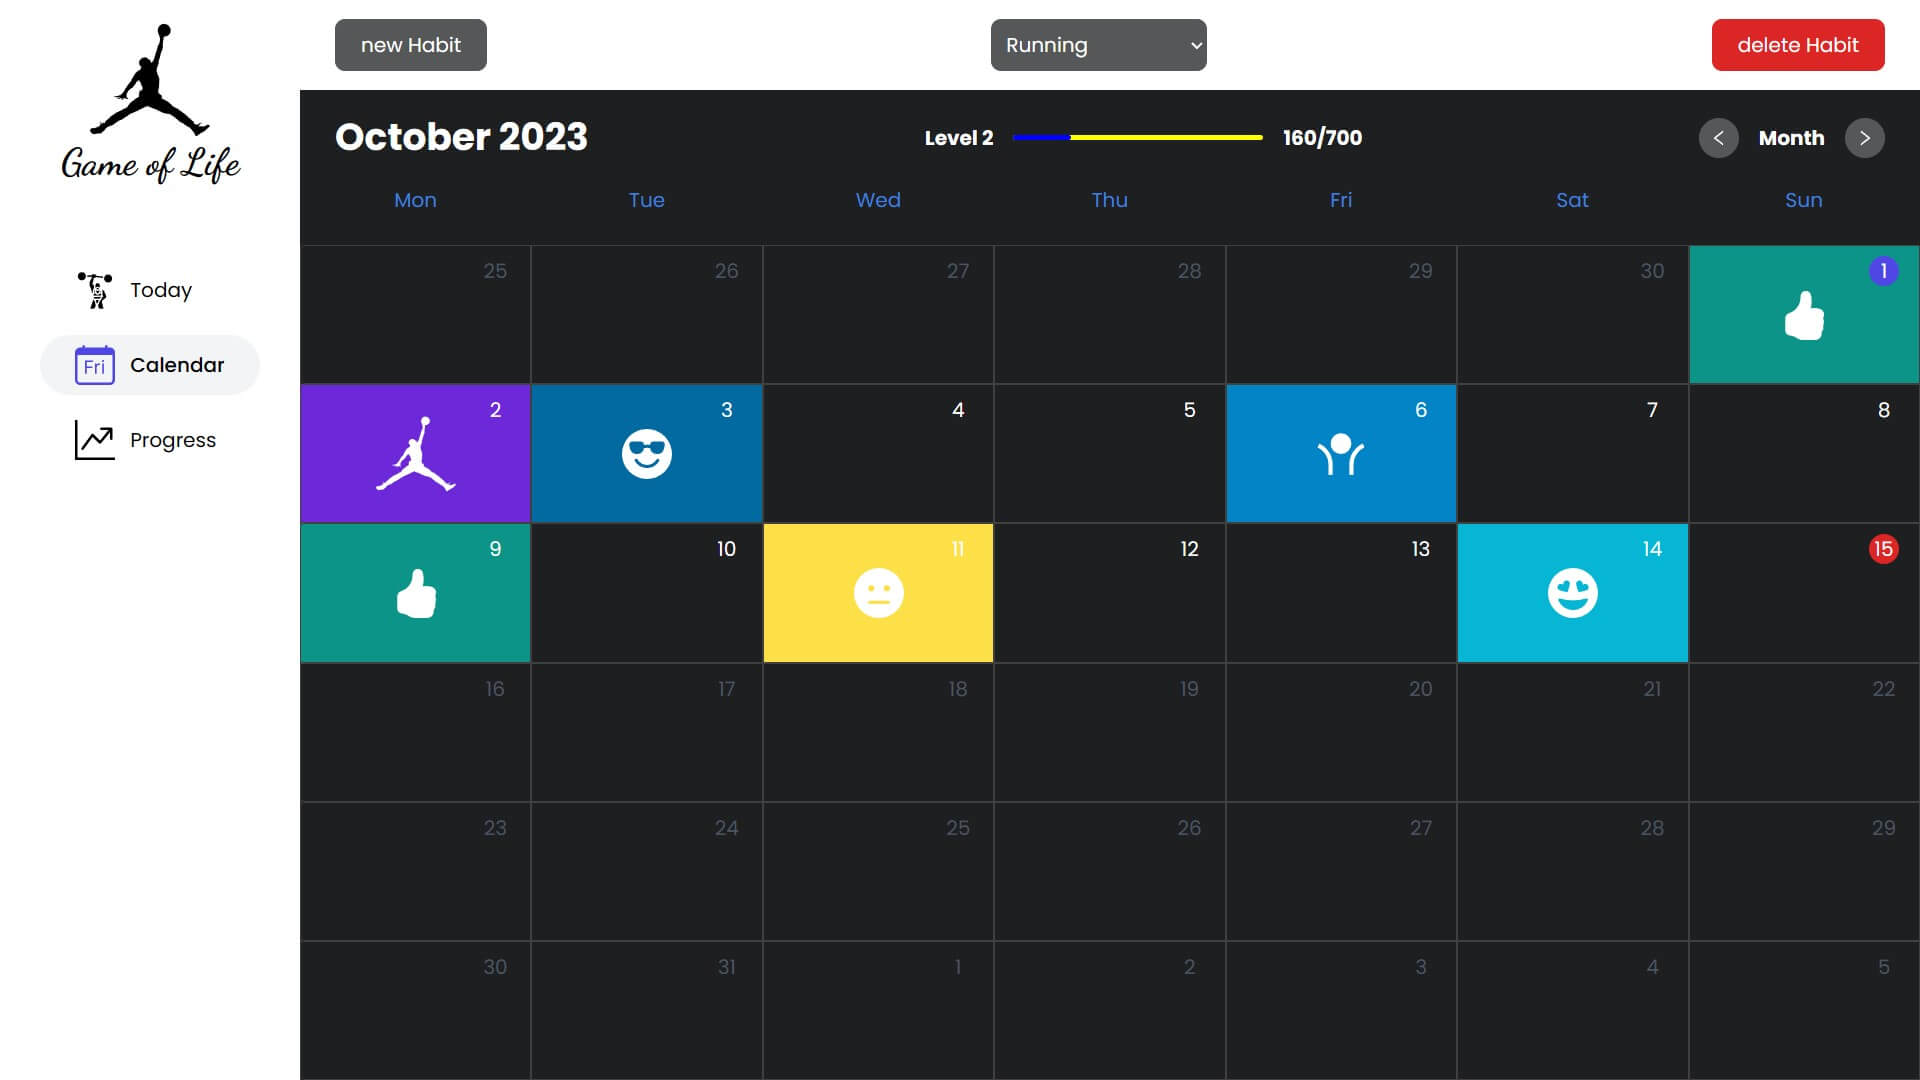 new Habit
Running
delete Habit
Game of Life
Today
Fri
Calendar
Progress
October 2023
Level 2
160/700
<
Month
>
Mon Tue Wed Thu Fri Sat Sun
25 26 27 28 29 30 1
2 3 4 5 6 7 8
9 10 11 12 13 14 15
16 17 18 19 20 21 22
23 24 25 26 27 28 29
30 31 1 2 3 4 5